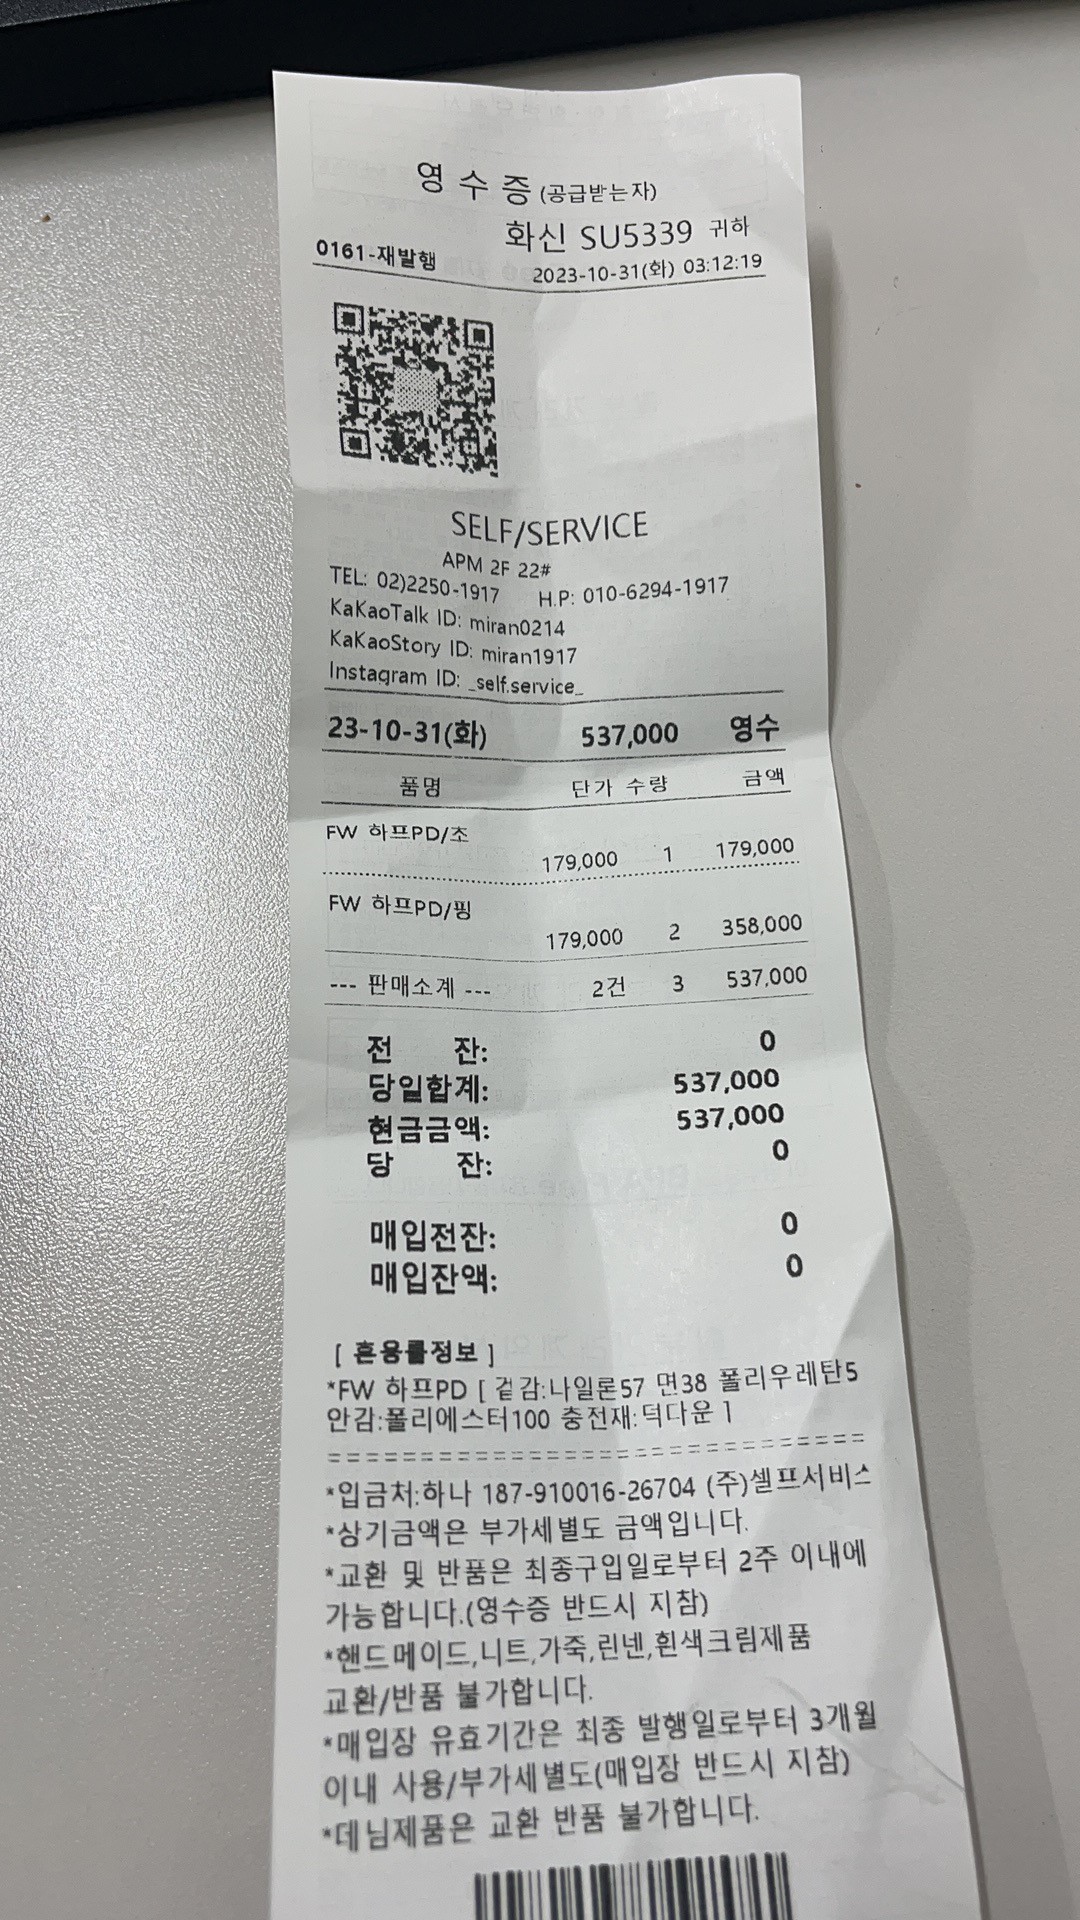 영 수 증 (공급받는자)
화신 SU5339 귀하
0161-재발행
2023-10-31(화) 03:12:19
SELF/SERVICE
APM 2F 22#
TEL: 02)2250-1917 H.P: 010-6294-1917
KaKaoTalk ID: miran0214
KaKaoStory ID: miran1917
Instagram ID: _self.service_
23-10-31(화) 537,000 영수
품명 단가 수량 금액
FW 하프PD/초
179,000 1 179,000
FW 하프PD/핑
179,000 2 358,000
--- 판매소계 --- 2건 3 537,000
전 잔: 0
당일합계: 537,000
현금금액: 537,000
당 잔: 0
매입전잔: 0
매입잔액: 0
[ 혼용률정보 ]
*FW 하프PD [ 겉감:나일론57 면38 폴리우레탄5
안감:폴리에스터100 충전재:덕다운 1
==============================
*입금처:하나 187-910016-26704 (주)셀프서비스
*상기금액은 부가세별도 금액입니다.
*교환 및 반품은 최종구입일로부터 2주 이내에
가능합니다.(영수증 반드시 지참)
*핸드메이드,니트,가죽,린넨,흰색크림제품
교환/반품 불가합니다.
*매입장 유효기간은 최종 발행일로부터 3개월
이내 사용/부가세별도(매입장 반드시 지참)
*데님제품은 교환 반품 불가합니다.